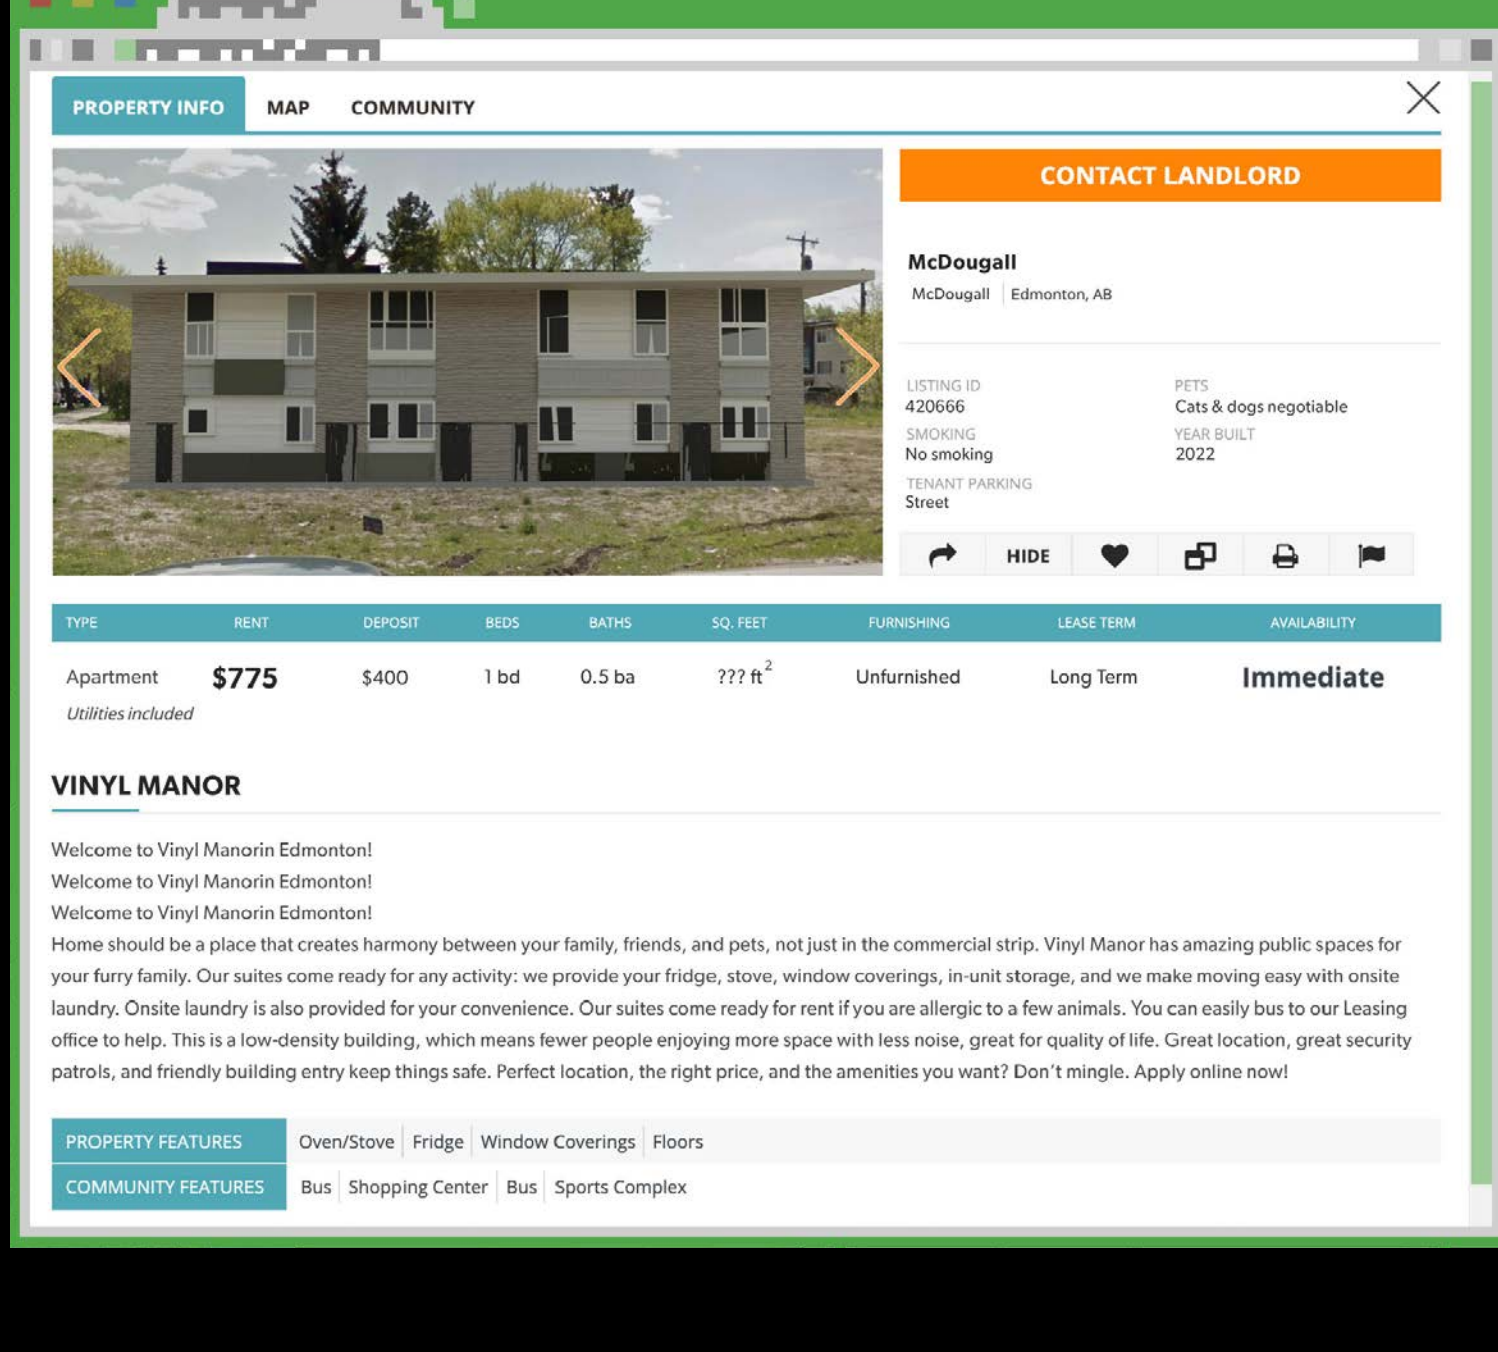 PROPERTY INFO MAP COMMUNITY
CONTACT LANDLORD
McDougall
McDougall Edmonton, AB
LISTING ID PETS
420666 Cats & dogs negotiable
SMOKING YEAR BUILT
No smoking 2022
TENANT PARKING
Street
HIDE
TYPE RENT DEPOSIT BEDS BATHS SQ. FEET FURNISHING LEASE TERM AVAILABILITY
Apartment $775 $400 1 bd 0.5 ba ??? ft² Unfurnished Long Term Immediate
Utilities included
VINYL MANOR
Welcome to Vinyl Manorin Edmonton!
Welcome to Vinyl Manorin Edmonton!
Welcome to Vinyl Manorin Edmonton!
Home should be a place that creates harmony between your family, friends, and pets, not just in the commercial strip. Vinyl Manor has amazing public spaces for
your furry family. Our suites come ready for any activity: we provide your fridge, stove, window coverings, in-unit storage, and we make moving easy with onsite
laundry. Onsite laundry is also provided for your convenience. Our suites come ready for rent if you are allergic to a few animals. You can easily bus to our Leasing
office to help. This is a low-density building, which means fewer people enjoying more space with less noise, great for quality of life. Great location, great security
patrols, and friendly building entry keep things safe. Perfect location, the right price, and the amenities you want? Don't mingle. Apply online now!
PROPERTY FEATURES Oven/Stove Fridge Window Coverings Floors
COMMUNITY FEATURES Bus Shopping Center Bus Sports Complex